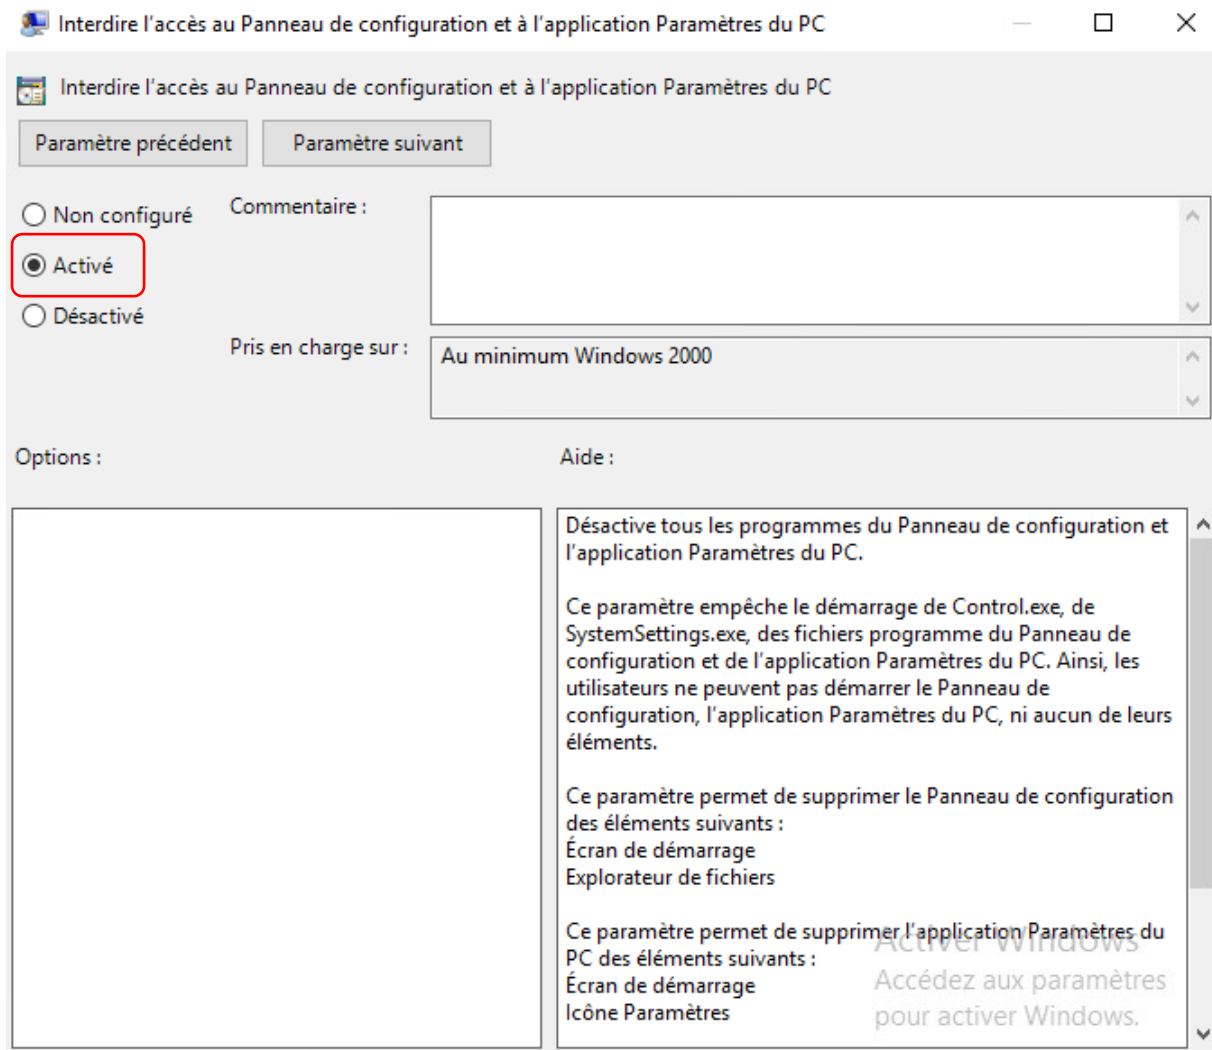 Interdire l'accès au Panneau de configuration et à l'application Paramètres du PC
Interdire l'accès au Panneau de configuration et à l'application Paramètres du PC
Paramètre précédent
Paramètre suivant
Non configuré
Commentaire :
Activé
Désactivé
Pris en charge sur :
Au minimum Windows 2000
Options :
Aide :
Désactive tous les programmes du Panneau de configuration et
l'application Paramètres du PC.
Ce paramètre empêche le démarrage de Control.exe, de
SystemSettings.exe, des fichiers programme du Panneau de
configuration et de l'application Paramètres du PC. Ainsi, les
utilisateurs ne peuvent pas démarrer le Panneau de
configuration, l'application Paramètres du PC, ni aucun de leurs
éléments.
Ce paramètre permet de supprimer le Panneau de configuration
des éléments suivants :
Écran de démarrage
Explorateur de fichiers
Ce paramètre permet de supprimer l'application Paramètres du
PC des éléments suivants :
Écran de démarrage
Icône Paramètres
Activer Windows
Accédez aux paramètres
pour activer Windows.